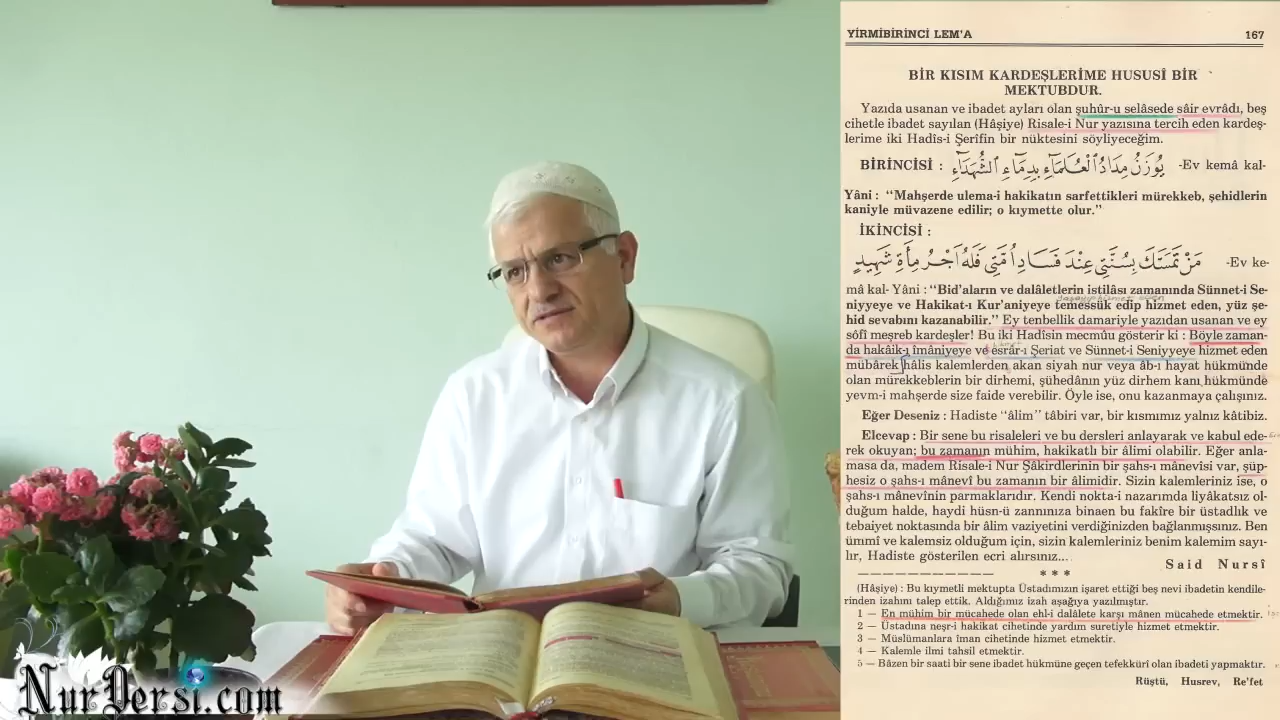 YİRMİBİRİNCİ LEM'A 167
BİR KISIM KARDEŞLERİME HUSUSÎ BİR
MEKTUBDUR.
Yazıda usanan ve ibadet ayları olan şuhûr-u selâsede sâir evrâdı, beş
cihetle ibadet sayılan (Hâşiye) Risale-i Nur yazısına tercih eden kardeş-
lerime iki Hadîs-i Şerîfin bir nüktesini söyliyeceğim.
BİRİNCİSİ : يُوزَنُ مِدَادُ الْعُلَمَٓاءِ بِدِمَٓاءِ الشُّهَدَٓاءِ -Ev kemâ kal-
Yâni : "Mahşerde ulema-i hakikatın sarfettikleri mürekkeb, şehidlerin
kaniyle müvazene edilir; o kıymette olur."
İKİNCİSİ :
مَنْ تَمَسَّكَ بِسُنَّتِى عِنْدَ فَسَادِ اُمَّتِى فَلَهُ اَجْرُ مِأَةِ شَهِيدٍ -Ev ke-
mâ kal- Yâni : "Bid'aların ve dalâletlerin istilâsı zamanında Sünnet-i Se-
niyyeye ve Hakikat-ı Kur'aniyeye temessük edip hizmet eden, yüz şe-
hid sevabını kazanabilir." Ey tenbellik damariyle yazıdan usanan ve ey
sôfî meşreb kardeşler! Bu iki Hadîsin mecmûu gösterir ki : Böyle zaman-
da hakâik-ı îmâniyeye ve esrâr-ı Şeriat ve Sünnet-i Seniyyeye hizmet eden
mübârek hâlis kalemlerden akan siyah nur veya âb-ı hayat hükmünde
olan mürekkeblerin bir dirhemi, şühedânın yüz dirhem kanı hükmünde
yevm-i mahşerde size faide verebilir. Öyle ise, onu kazanmaya çalışınız.
Eğer Deseniz : Hadiste "âlim" tâbiri var, bir kısmımız yalnız kâtibiz.
Elcevap : Bir sene bu risaleleri ve bu dersleri anlayarak ve kabul ede-
rek okuyan; bu zamanın mühim, hakikatlı bir âlimi olabilir. Eğer anla-
masa da, madem Risale-i Nur Şâkirdlerinin bir şahs-ı mânevîsi var, şüp-
hesiz o şahs-ı mânevî bu zamanın bir âlimidir. Sizin kalemleriniz ise, o
şahs-ı mânevînin parmaklarıdır. Kendi nokta-i nazarımda liyâkatsız ol-
duğum halde, haydi hüsn-ü zannınıza binaen bu fakîre bir üstadlık ve
tebaiyet noktasında bir âlim vaziyetini verdiğinizden bağlanmışsınız. Ben
ümmî ve kalemsiz olduğum için, sizin kalemleriniz benim kalemim sayı-
lır, Hadiste gösterilen ecri alırsınız...
Said Nursî
* * *
(Hâşiye) : Bu kıymetli mektupta Üstadımızın işaret ettiği beş nevi ibadetin kendile-
rinden izahını talep ettik. Aldığımız izah aşağıya yazılmıştır.
1 — En mühim bir mücahede olan ehl-i dalâlete karşı mânen mücahede etmektir.
2 — Üstadına neşr-i hakikat cihetinde yardım suretiyle hizmet etmektir.
3 — Müslümanlara îman cihetinde hizmet etmektir.
4 — Kalemle ilmi tahsil etmektir.
5 — Bâzen bir saati bir sene ibadet hükmüne geçen tefekkürî olan ibadeti yapmaktır.
Rüştü, Husrev, Re'fet
NurDersi.com